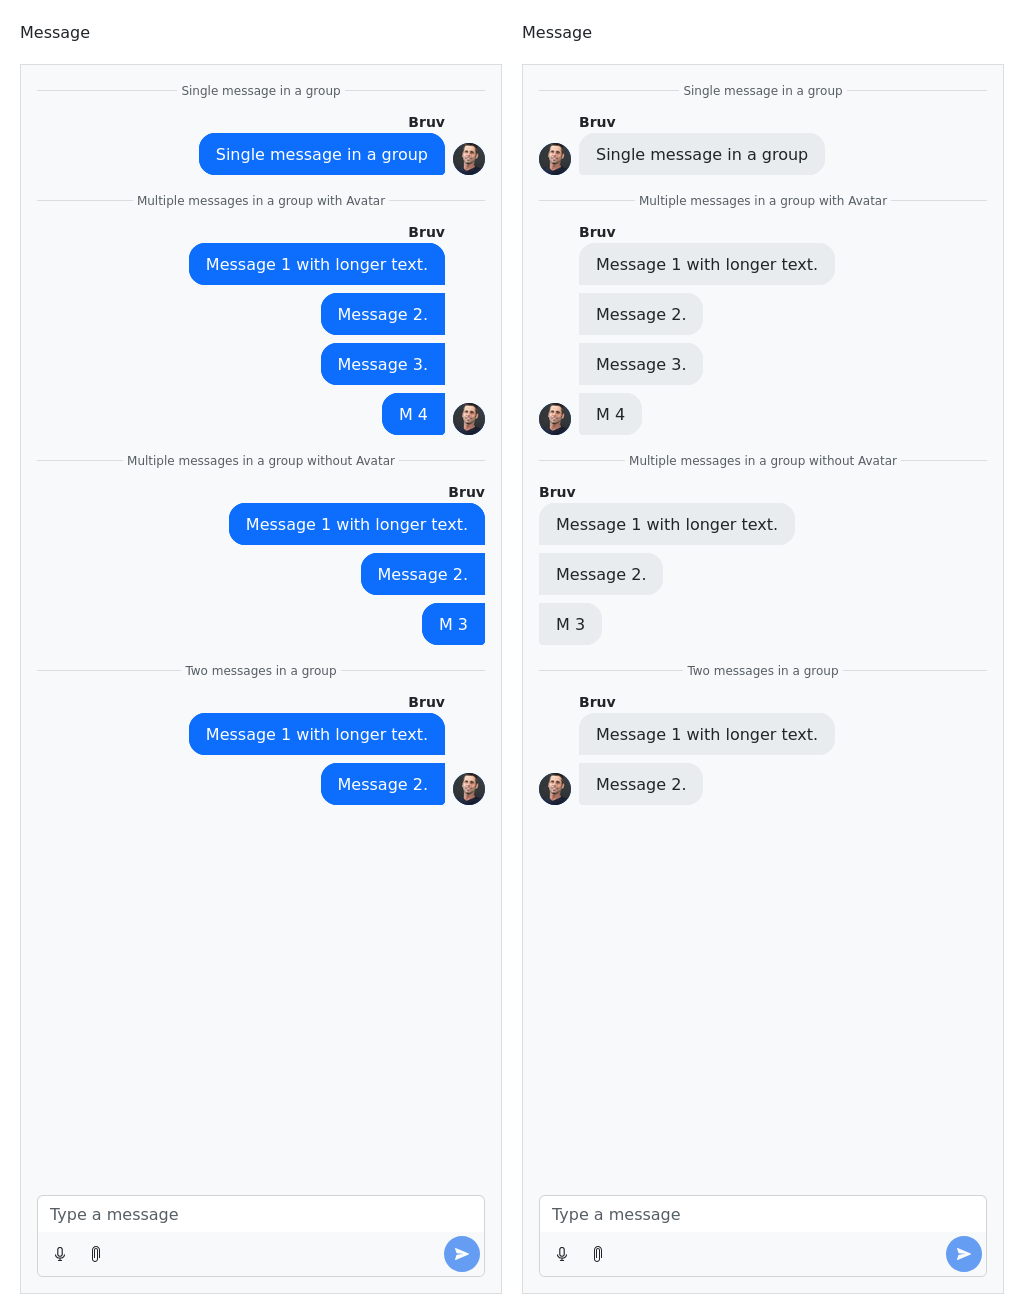 Message
Single message in a group
Bruv
Single message in a group
Multiple messages in a group with Avatar
Bruv
Message 1 with longer text.
Message 2.
Message 3.
M 4
Multiple messages in a group without Avatar
Bruv
Message 1 with longer text.
Message 2.
M 3
Two messages in a group
Bruv
Message 1 with longer text.
Message 2.
Type a message
Message
Single message in a group
Bruv
Single message in a group
Multiple messages in a group with Avatar
Bruv
Message 1 with longer text.
Message 2.
Message 3.
M 4
Multiple messages in a group without Avatar
Bruv
Message 1 with longer text.
Message 2.
M 3
Two messages in a group
Bruv
Message 1 with longer text.
Message 2.
Type a message